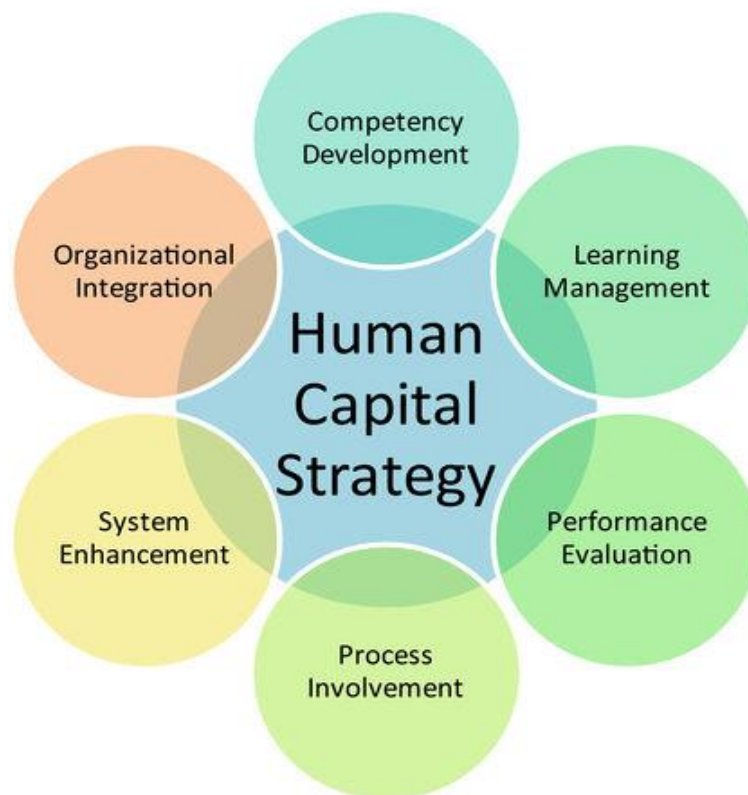 Competency
Development
Organizational
Integration
Learning
Management
Human
Capital
Strategy
System
Enhancement
Performance
Evaluation
Process
Involvement